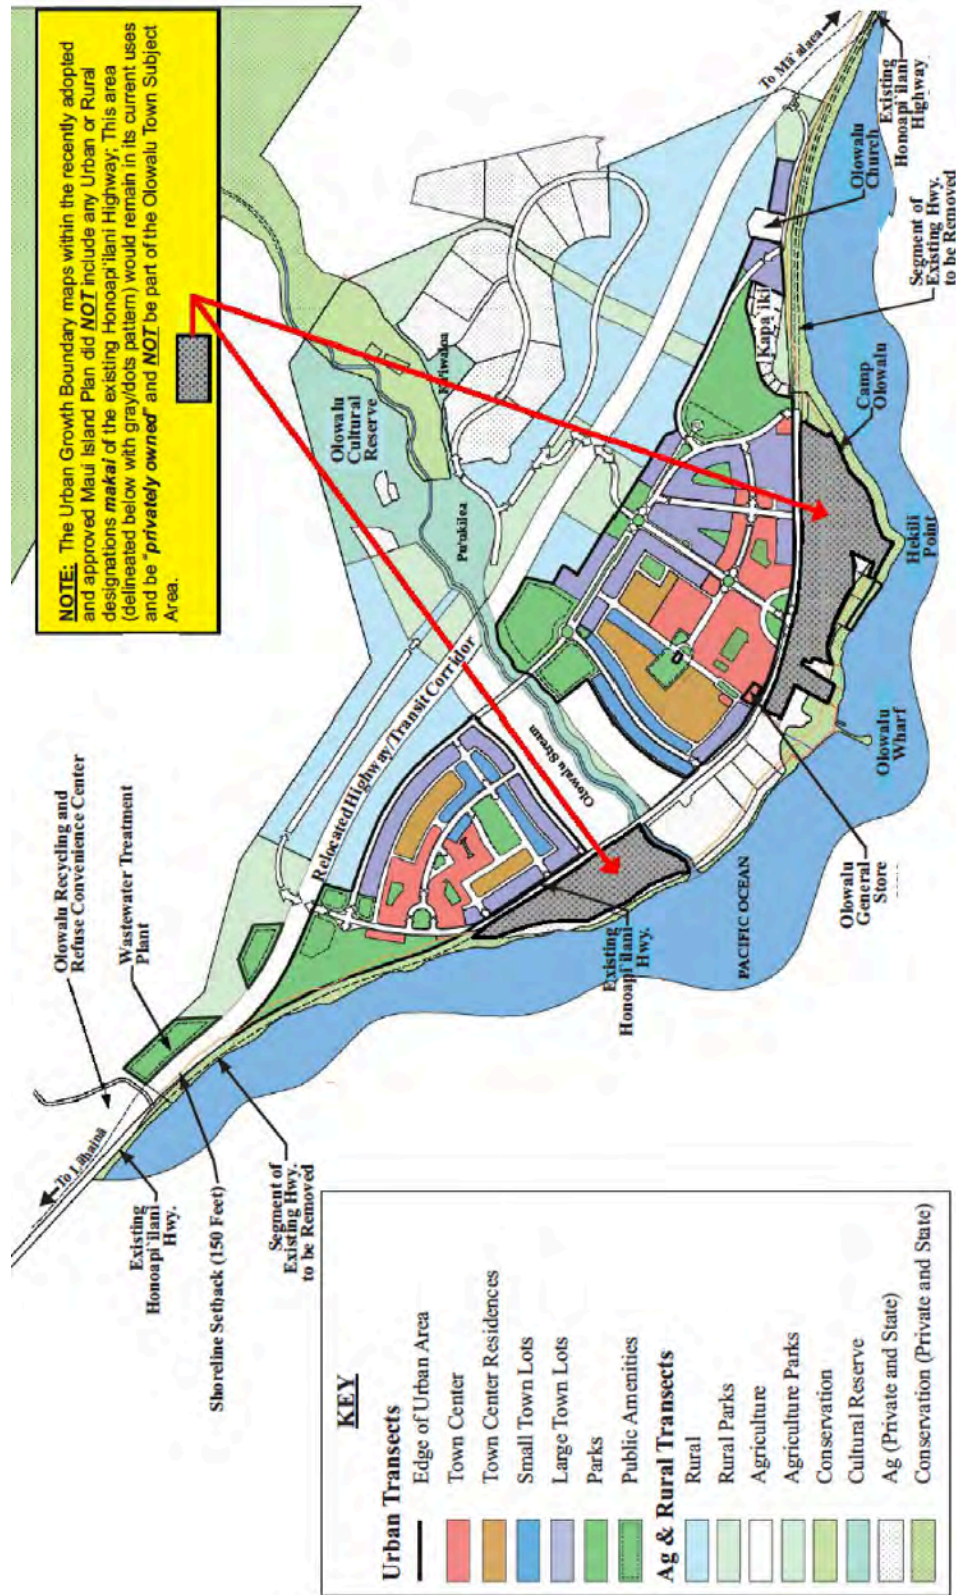 NOTE: The Urban Growth Boundary maps within the recently adopted
and approved Maui Island Plan did NOT include any Urban or Rural
designations makai of the existing Honoapi`ilani Highway; This area
(delineated below with gray/dots pattern) would remain in its current uses
and be "privately owned" and NOT be part of the Olowalu Town Subject
Area.
To Lāhainā
Existing
Honoapi`ilani
Hwy.
Shoreline Setback (150 Feet)
Segment of
Existing Hwy.
to be Removed
Olowalu Recycling and
Refuse Convenience Center
Wastewater Treatment
Plant
Relocated Highway/Transit Corridor
Existing
Honoapi`ilani
Hwy.
Olowalu Stream
PACIFIC OCEAN
Olowalu
Cultural
Reserve
Pu'ukilea
Olowalu
General
Store
Olowalu
Wharf
Hekili
Point
Camp
Olowalu
Kapa`iki
Segment of
Existing Hwy.
to be Removed
Olowalu
Church
Existing
Honoapi`ilani
Highway
To Mā`alaea
KEY
Urban Transects
Edge of Urban Area
Town Center
Town Center Residences
Small Town Lots
Large Town Lots
Parks
Public Amenities
Ag & Rural Transects
Rural
Rural Parks
Agriculture
Agriculture Parks
Conservation
Cultural Reserve
Ag (Private and State)
Conservation (Private and State)